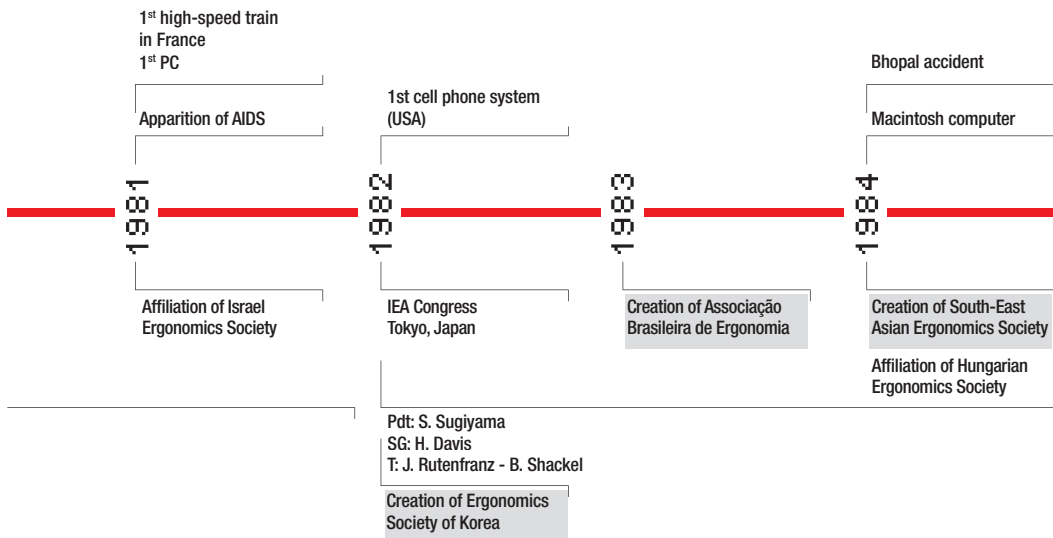 1st high-speed train
in France
1st PC
Apparition of AIDS
1981
Affiliation of Israel
Ergonomics Society
1st cell phone system
(USA)
1982
IEA Congress
Tokyo, Japan
Pdt: S. Sugiyama
SG: H. Davis
T: J. Rutenfranz - B. Shackel
Creation of Ergonomics
Society of Korea
1983
Creation of Associação
Brasileira de Ergonomia
Bhopal accident
Macintosh computer
1984
Creation of South-East
Asian Ergonomics Society
Affiliation of Hungarian
Ergonomics Society